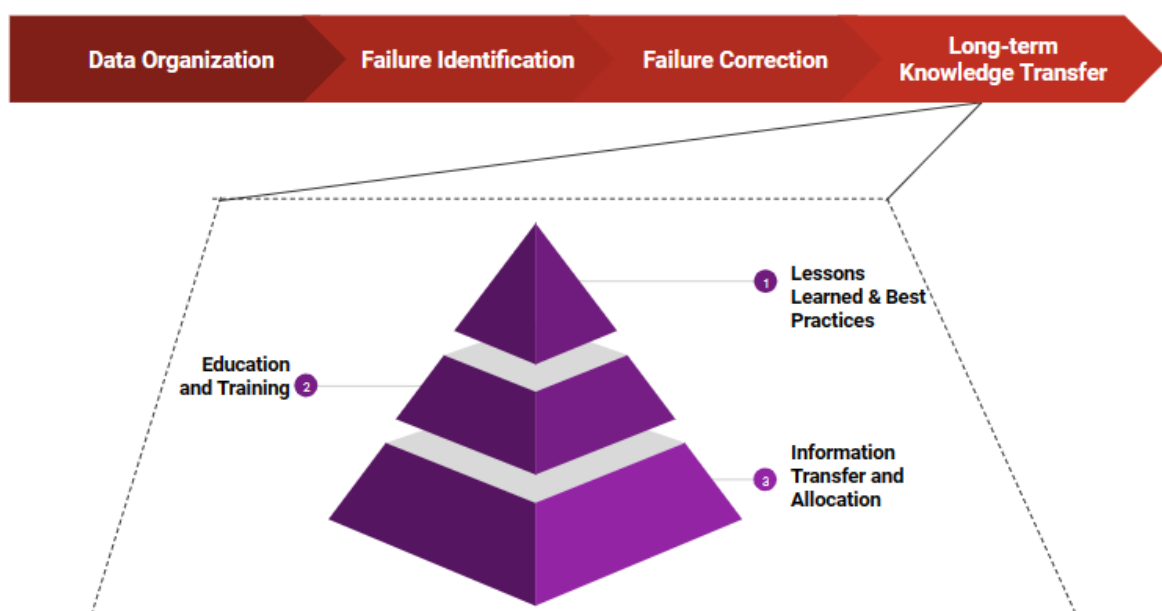 Data Organization
Failure Identification
Failure Correction
Long-term
Knowledge Transfer
1
Lessons
Learned & Best
Practices
Education
and Training
2
3
Information
Transfer and
Allocation